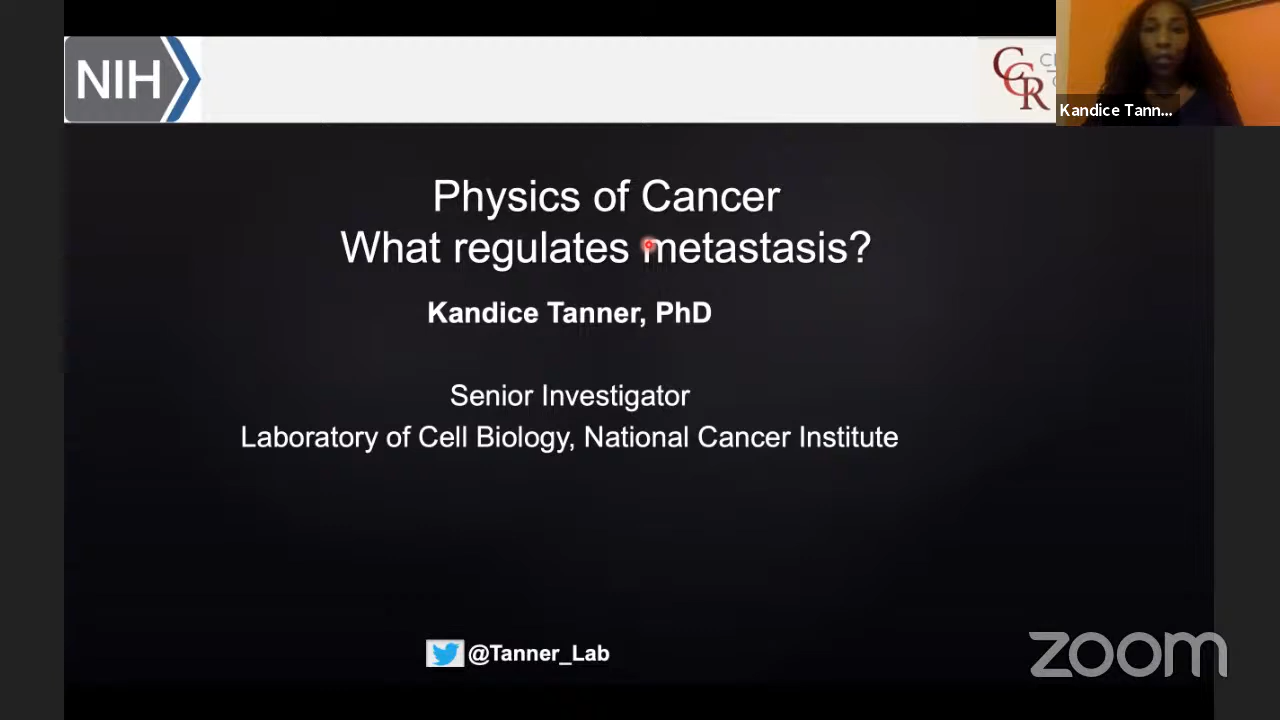 NIH
CCR
Kandice Tann...
Physics of Cancer
What regulates metastasis?
Kandice Tanner, PhD
Senior Investigator
Laboratory of Cell Biology, National Cancer Institute
@Tanner_Lab
zoom